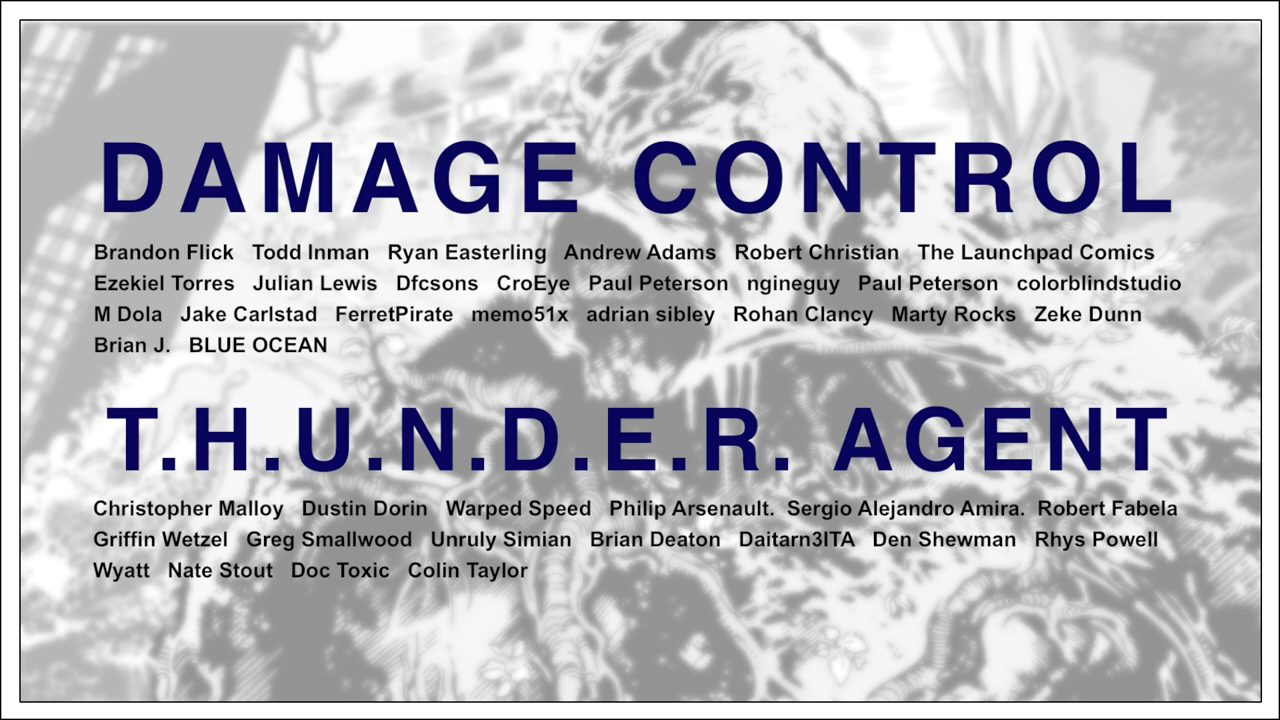 DAMAGE CONTROL
Brandon Flick Todd Inman Ryan Easterling Andrew Adams Robert Christian The Launchpad Comics
Ezekiel Torres Julian Lewis Dfcsons CroEye Paul Peterson ngineguy Paul Peterson colorblindstudio
M Dola Jake Carlstad FerretPirate memo51x adrian sibley Rohan Clancy Marty Rocks Zeke Dunn
Brian J. BLUE OCEAN
T.H.U.N.D.E.R. AGENT
Christopher Malloy Dustin Dorin Warped Speed Philip Arsenault. Sergio Alejandro Amira. Robert Fabela
Griffin Wetzel Greg Smallwood Unruly Simian Brian Deaton Daitarn3ITA Den Shewman Rhys Powell
Wyatt Nate Stout Doc Toxic Colin Taylor